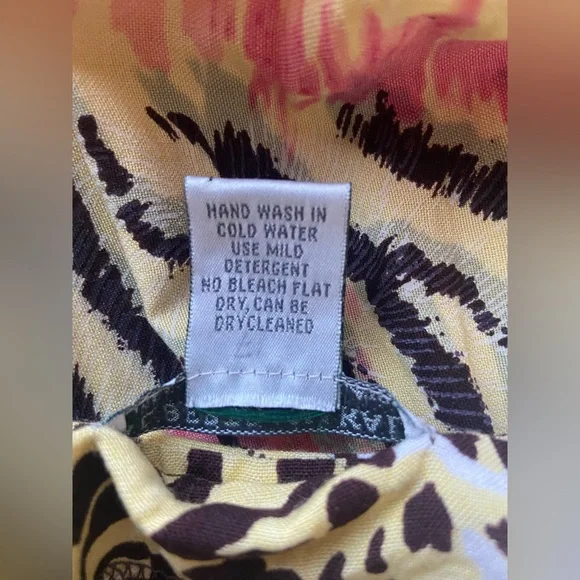 HAND WASH IN
COLD WATER
USE MILD
DETERGENT
NO BLEACH FLAT
DRY, CAN BE
DRYCLEANED